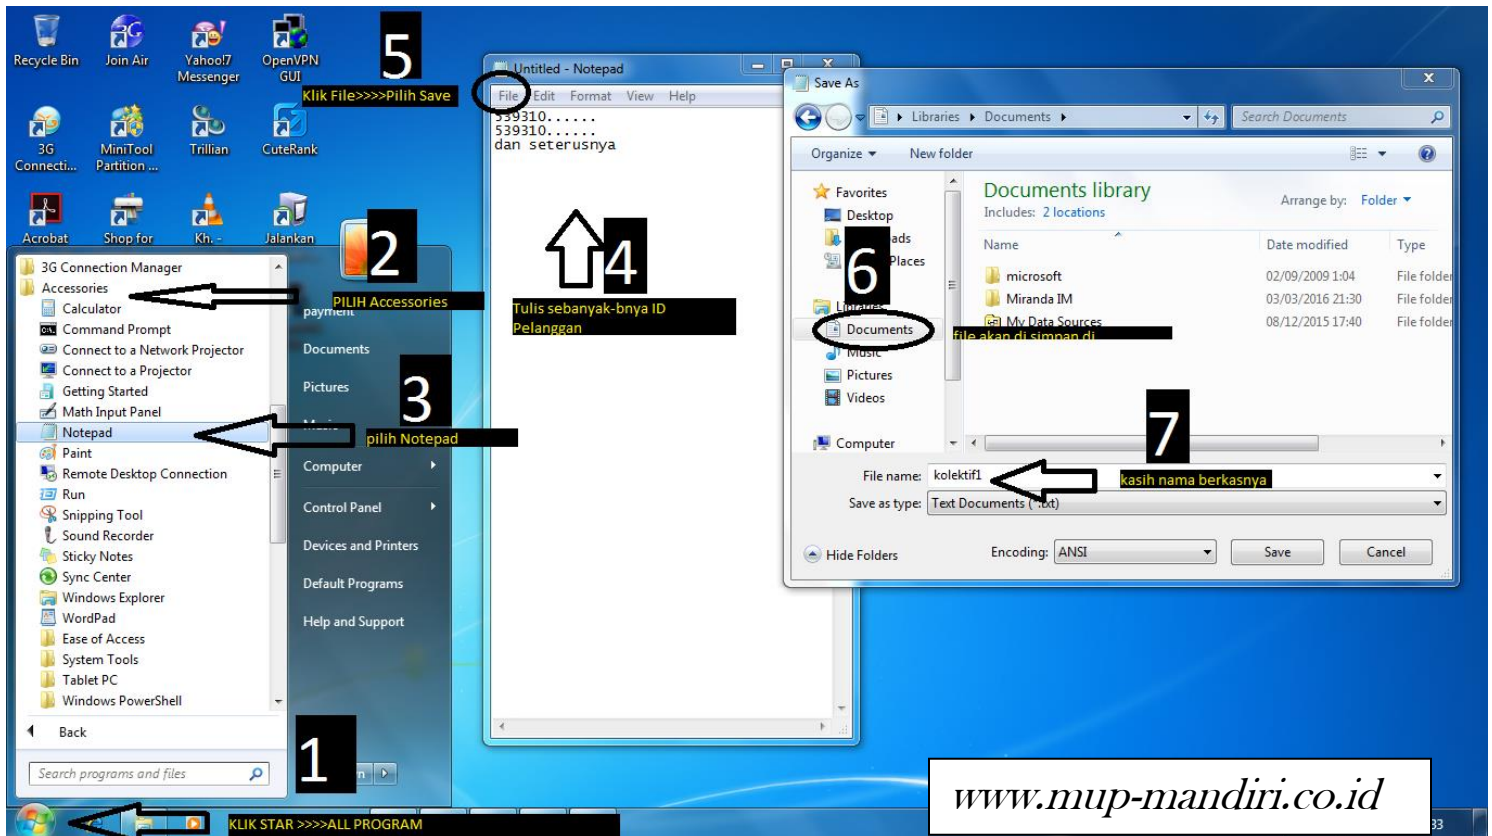 Recycle Bin
Join Air
Yahoo!7
Messenger
OpenVPN
GUI
3G
Connecti...
MiniTool
Partition ...
Trillian
CuteRank
Acrobat
Shop for
Kh. -
Jalankan
5
Klik File>>>>Pilih Save
2
PILIH Accessories
3
pilih Notepad
1
KLIK STAR >>>>ALL PROGRAM
3G Connection Manager
Accessories
Calculator
Command Prompt
Connect to a Network Projector
Connect to a Projector
Getting Started
Math Input Panel
Notepad
Paint
Remote Desktop Connection
Run
Snipping Tool
Sound Recorder
Sticky Notes
Sync Center
Windows Explorer
WordPad
Ease of Access
System Tools
Tablet PC
Windows PowerShell
Back
Search programs and files
payment
Documents
Pictures
Music
Computer
Control Panel
Devices and Printers
Default Programs
Help and Support
Untitled - Notepad
File Edit Format View Help
539310......
539310......
dan seterusnya
4
Tulis sebanyak-bnya ID
Pelanggan
Save As
Libraries Documents
Search Documents
Organize New folder
Favorites
Desktop
Places
Libraries
Documents
Music
Pictures
Videos
Computer
6
file akan di simpan di
Documents library
Includes: 2 locations
Arrange by: Folder
Name Date modified Type
microsoft 02/09/2009 1:04 File folder
Miranda IM 03/03/2016 21:30 File folder
My Data Sources 08/12/2015 17:40 File folder
7
kasih nama berkasnya
File name: kolektif1
Save as type: Text Documents (*.txt)
Hide Folders
Encoding: ANSI
Save
Cancel
www.mup-mandiri.co.id